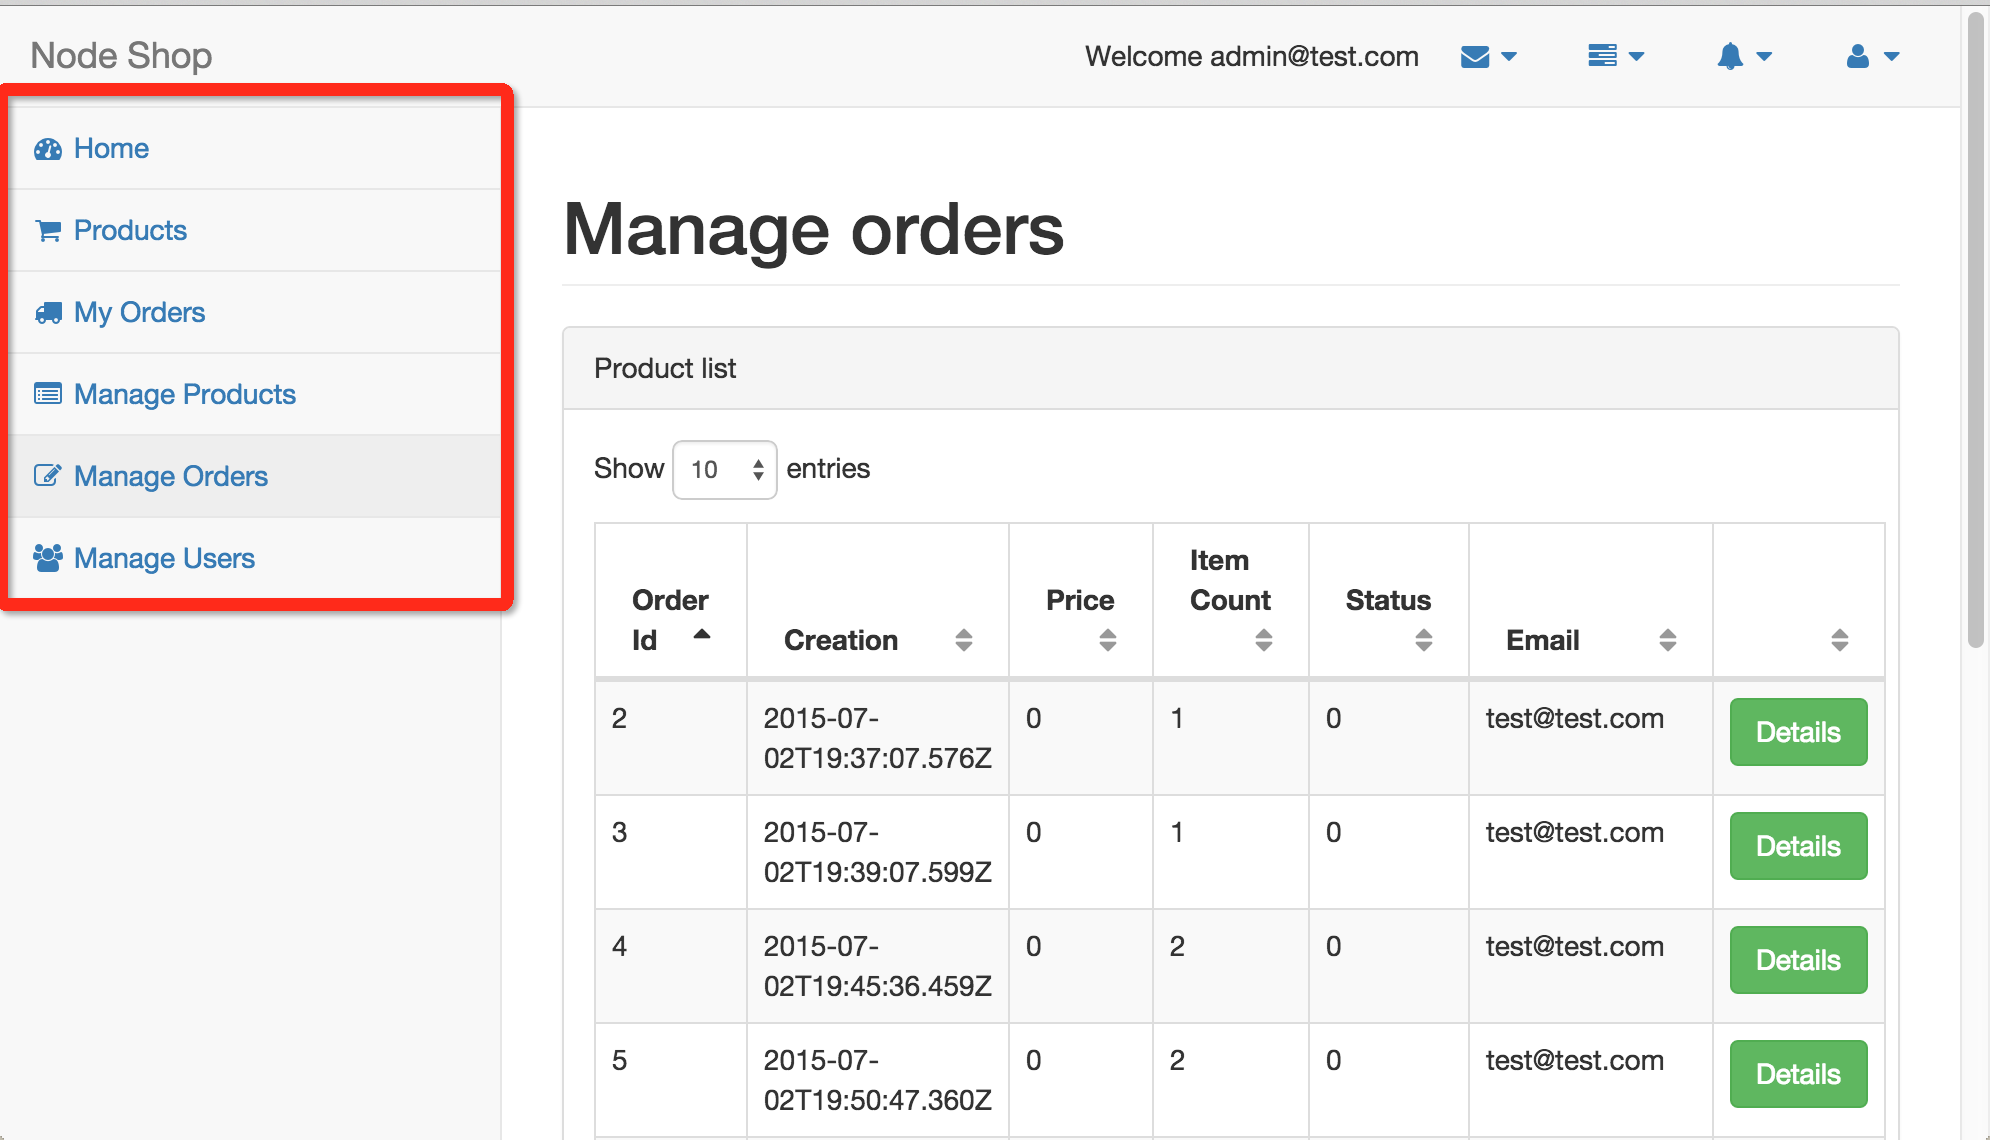 Node Shop
Welcome admin@test.com
Home
Products
My Orders
Manage Products
Manage Orders
Manage Users
Manage orders
Product list
Show 10 entries
Order Id Creation Price Item Count Status Email
2 2015-07-02T19:37:07.576Z 0 1 0 test@test.com Details
3 2015-07-02T19:39:07.599Z 0 1 0 test@test.com Details
4 2015-07-02T19:45:36.459Z 0 2 0 test@test.com Details
5 2015-07-02T19:50:47.360Z 0 2 0 test@test.com Details